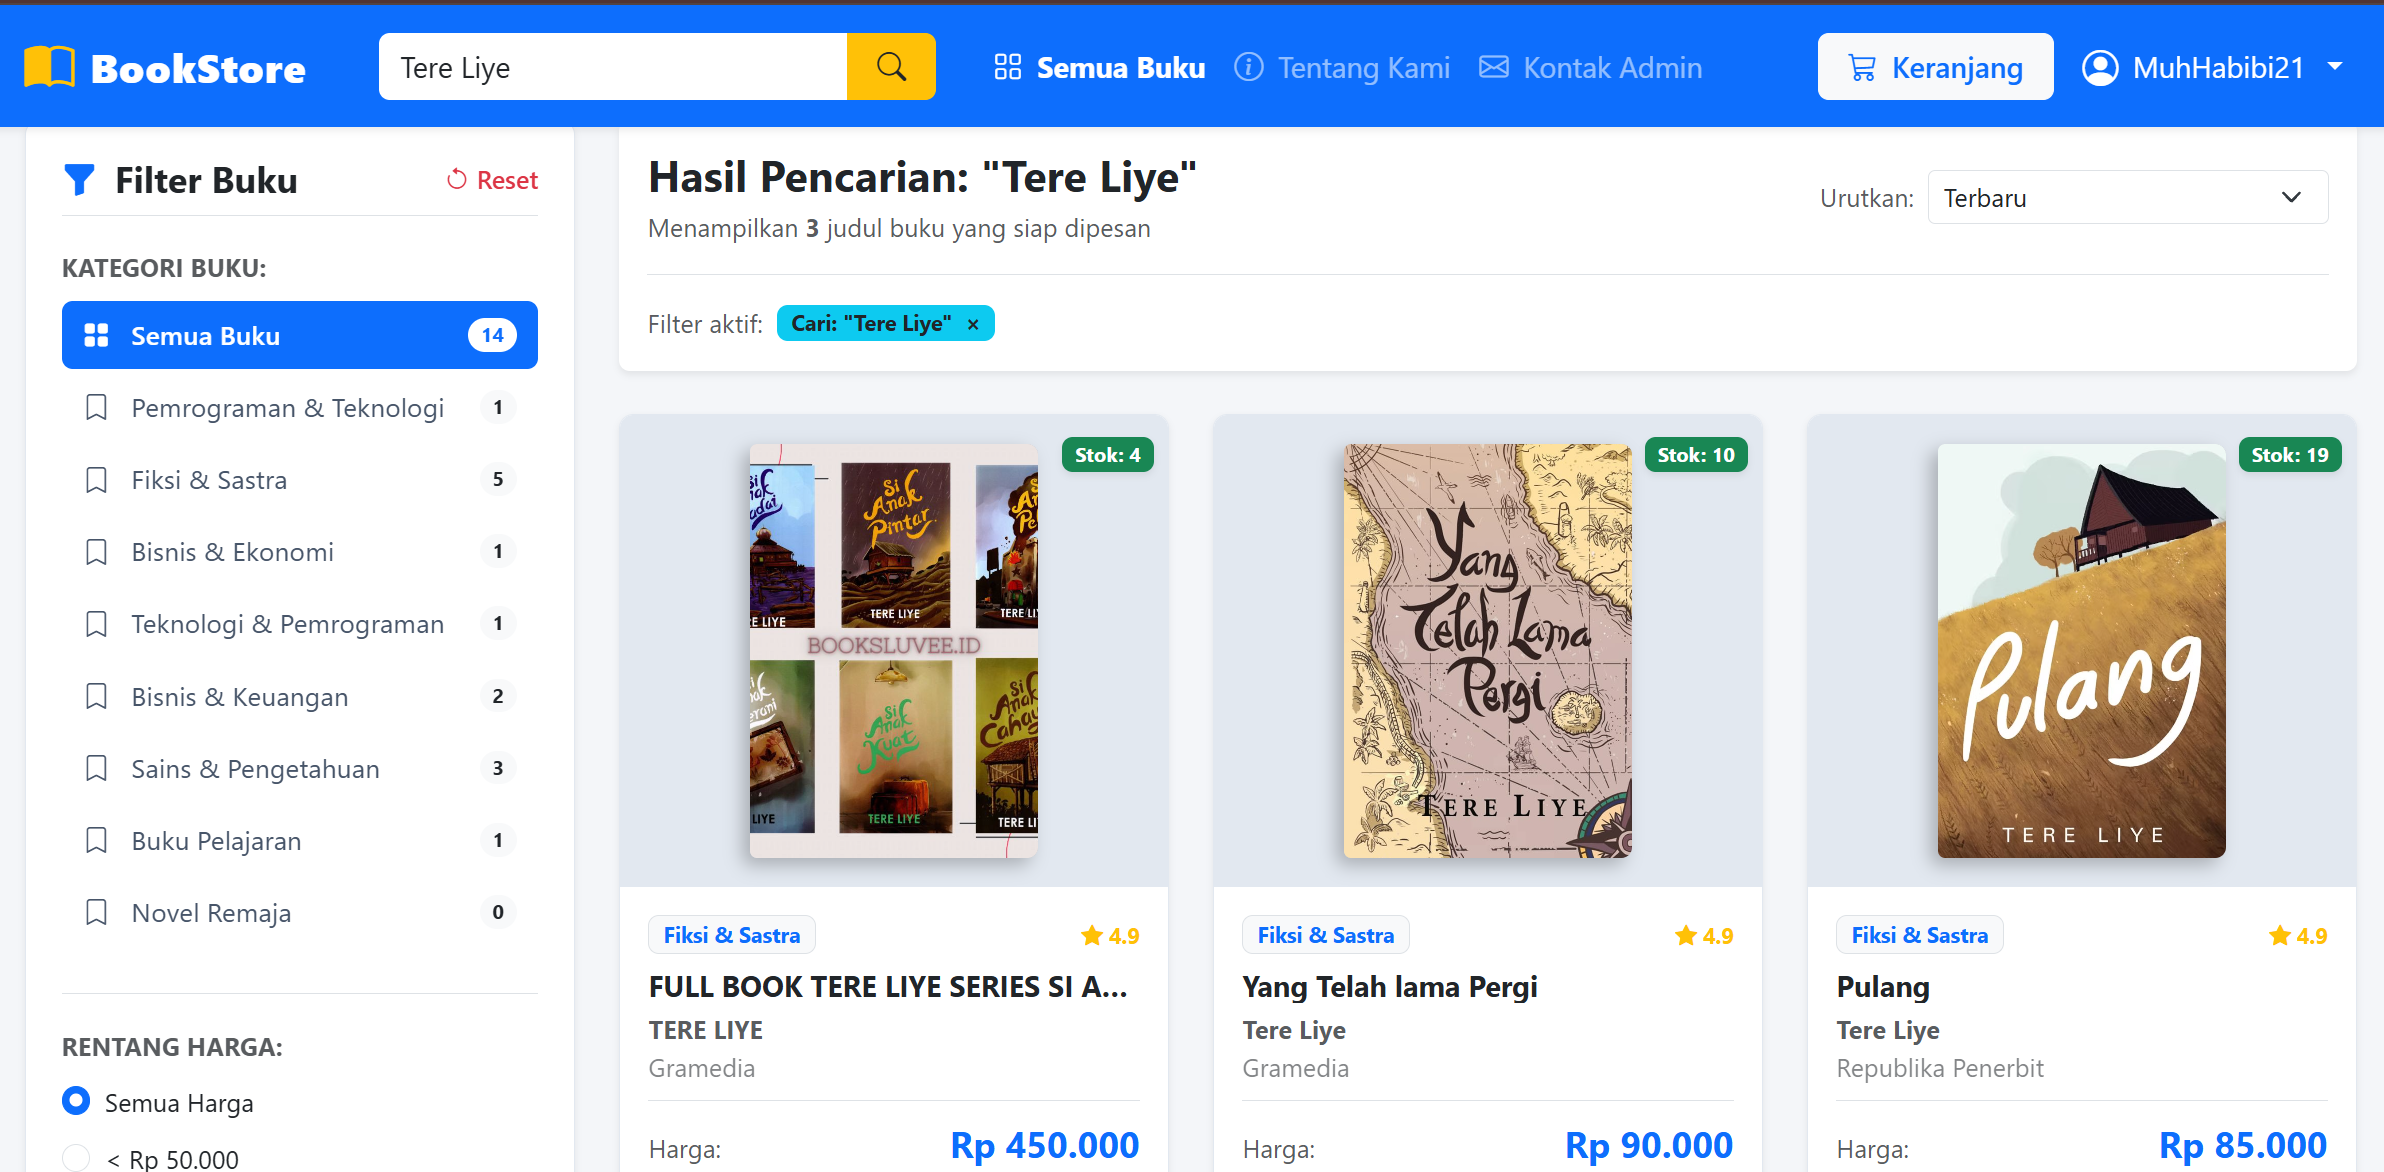 BookStore
Tere Liye
Semua Buku
Tentang Kami
Kontak Admin
Keranjang
MuhHabibi21
Filter Buku
Reset
KATEGORI BUKU:
Semua Buku 14
Pemrograman & Teknologi 1
Fiksi & Sastra 5
Bisnis & Ekonomi 1
Teknologi & Pemrograman 1
Bisnis & Keuangan 2
Sains & Pengetahuan 3
Buku Pelajaran 1
Novel Remaja 0
RENTANG HARGA:
Semua Harga
< Rp 50.000
Hasil Pencarian: "Tere Liye"
Menampilkan 3 judul buku yang siap dipesan
Urutkan: Terbaru
Filter aktif: Cari: "Tere Liye" ×
Stok: 4
Si Anak Pintar
TERE LIYE
BOOKSLUVEE.ID
Si Anak Kuat
TERE LIYE
Fiksi & Sastra 4.9
FULL BOOK TERE LIYE SERIES SI A...
TERE LIYE
Gramedia
Harga: Rp 450.000
Stok: 10
Yang
Telah Lama
Pergi
TERE LIYE
Fiksi & Sastra 4.9
Yang Telah lama Pergi
Tere Liye
Gramedia
Harga: Rp 90.000
Stok: 19
Pulang
TERE LIYE
Fiksi & Sastra 4.9
Pulang
Tere Liye
Republika Penerbit
Harga: Rp 85.000